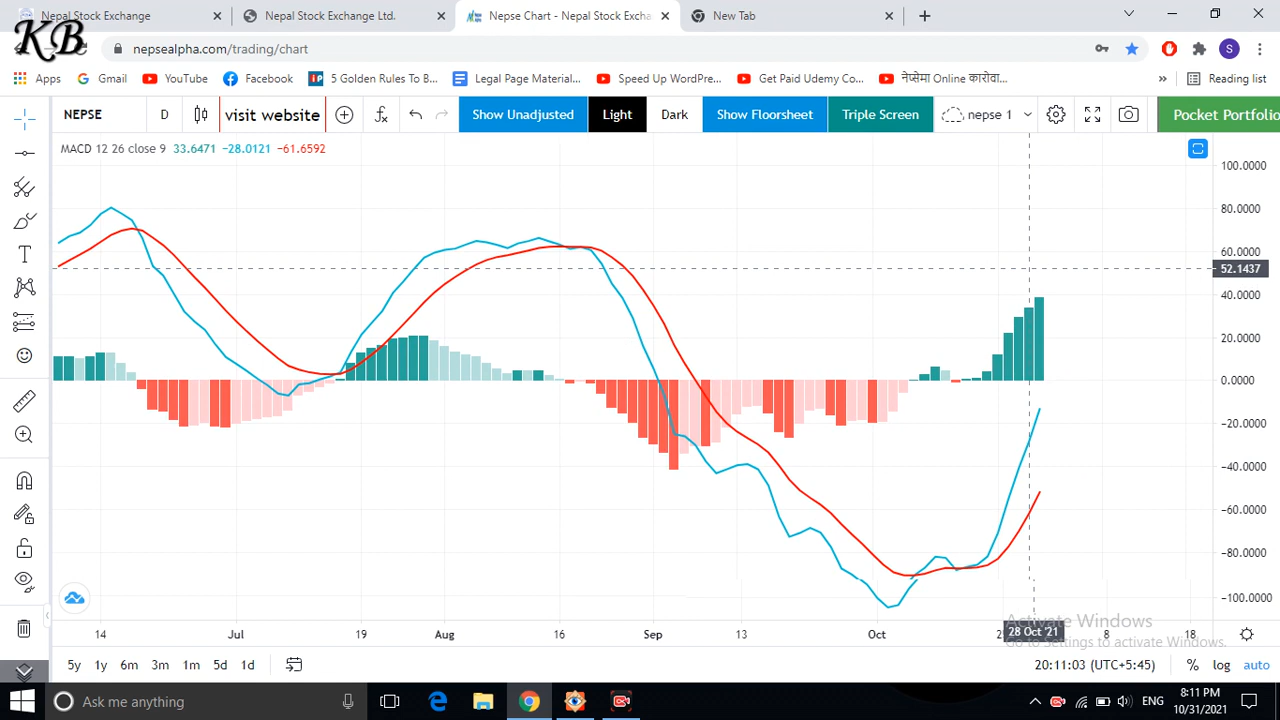 KB
Nepal Stock Exchange
Nepal Stock Exchange Ltd.
Nepse Chart - Nepal Stock Excha
New Tab
nepsealpha.com/trading/chart
S
Apps
Gmail
YouTube
Facebook
5 Golden Rules To B...
Legal Page Material...
Speed Up WordPre...
Get Paid Udemy Co...
नेप्सेमा Online कारोवा...
Reading list
NEPSE
D
visit website
Show Unadjusted
Light
Dark
Show Floorsheet
Triple Screen
nepse 1
Pocket Portfolio
MACD 12 26 close 9 33.6471 −28.0121 −61.6592
100.0000
80.0000
60.0000
52.1437
40.0000
20.0000
0.0000
−20.0000
−40.0000
−60.0000
−80.0000
−100.0000
14 Jul 19 Aug 16 Sep 13 Oct 28 Oct '21 8 18
Activate Windows
Go to Settings to activate Windows.
5y 1y 6m 3m 1m 5d 1d
20:11:03 (UTC+5:45)
% log auto
Ask me anything
ENG
8:11 PM
10/31/2021